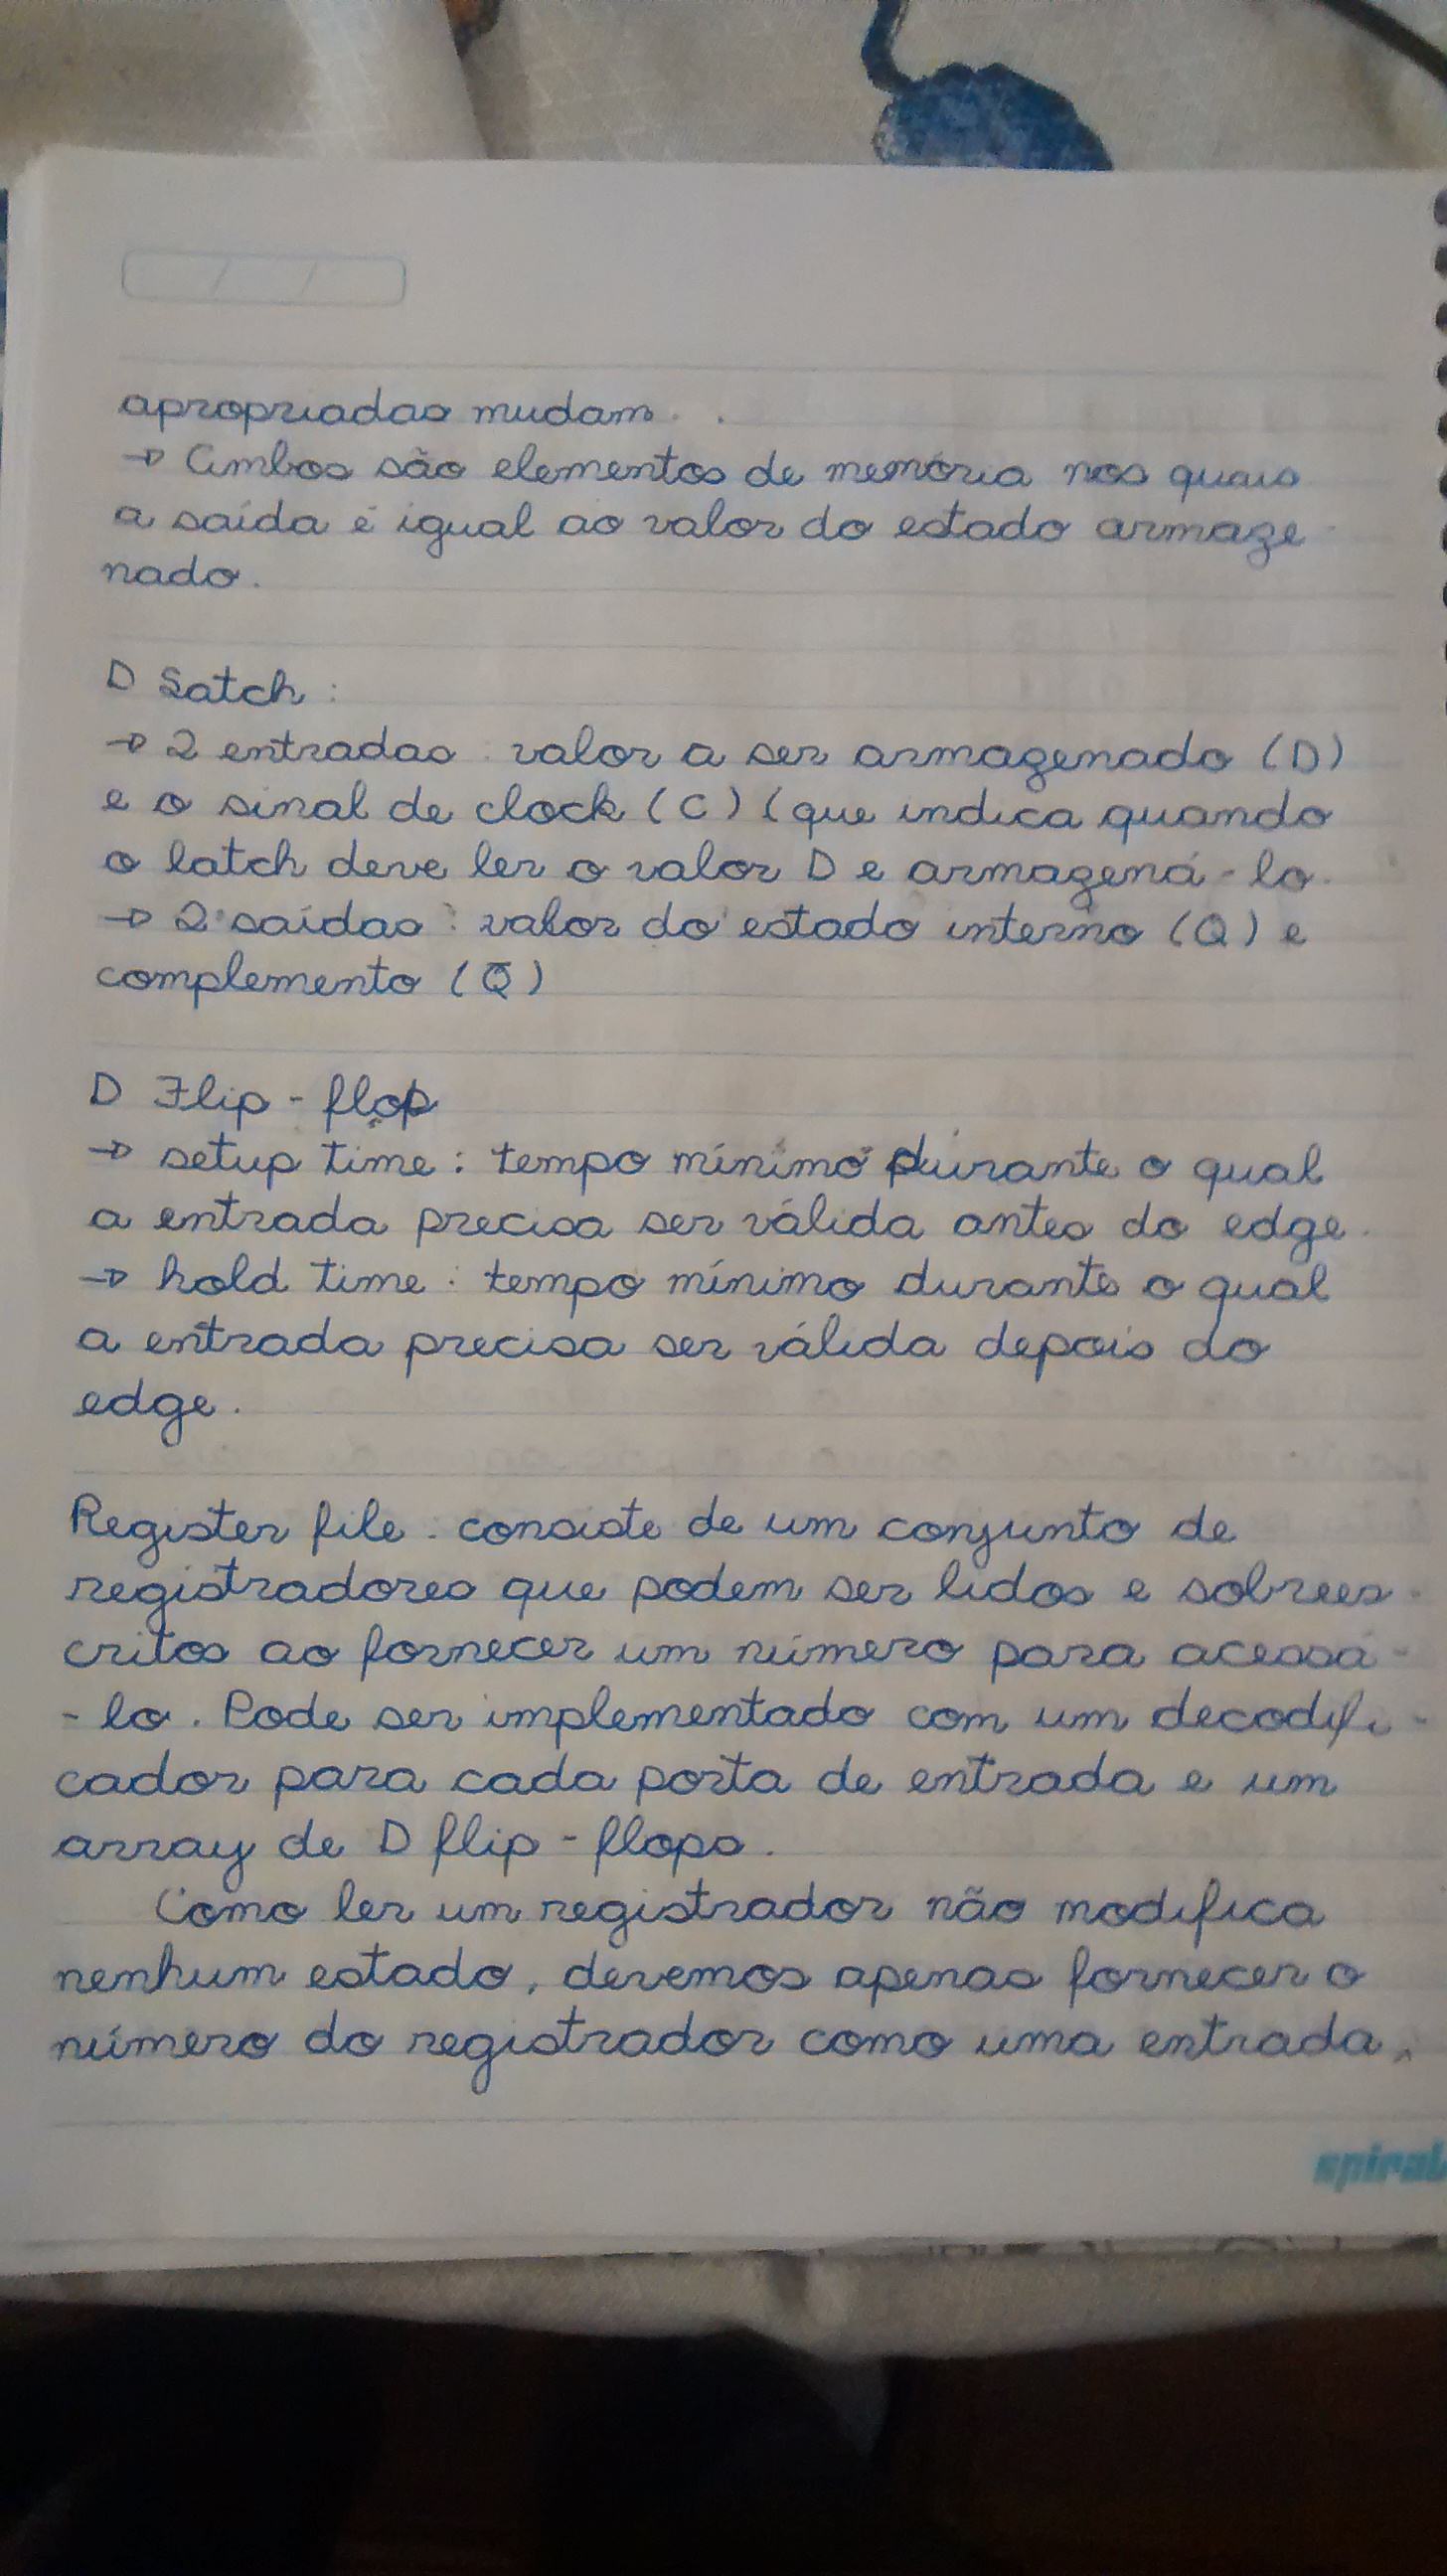 apropriadas mudam.
→ Ambos são elementos de memória nos quais
a saída é igual ao valor do estado armaze
nado.
D Latch:
→ 2 entradas: valor a ser armazenado (D)
e o sinal de clock (C) (que indica quando
o latch deve ler o valor D e armazená-lo.
→ 2 saídas: valor do estado interno (Q) e
complemento (Q̅)
D Flip-flop
→ setup time: tempo mínimo durante o qual
a entrada precisa ser válida antes do edge.
→ hold time: tempo mínimo durante o qual
a entrada precisa ser válida depois do
edge.
Register file: consiste de um conjunto de
registradores que podem ser lidos e sobrees-
critos ao fornecer um número para acessá-
-lo. Pode ser implementado com um decodifi-
cador para cada porta de entrada e um
array de D flip-flops.
Como ler um registrador não modifica
nenhum estado, devemos apenas fornecer o
número do registrador como uma entrada,
spiral